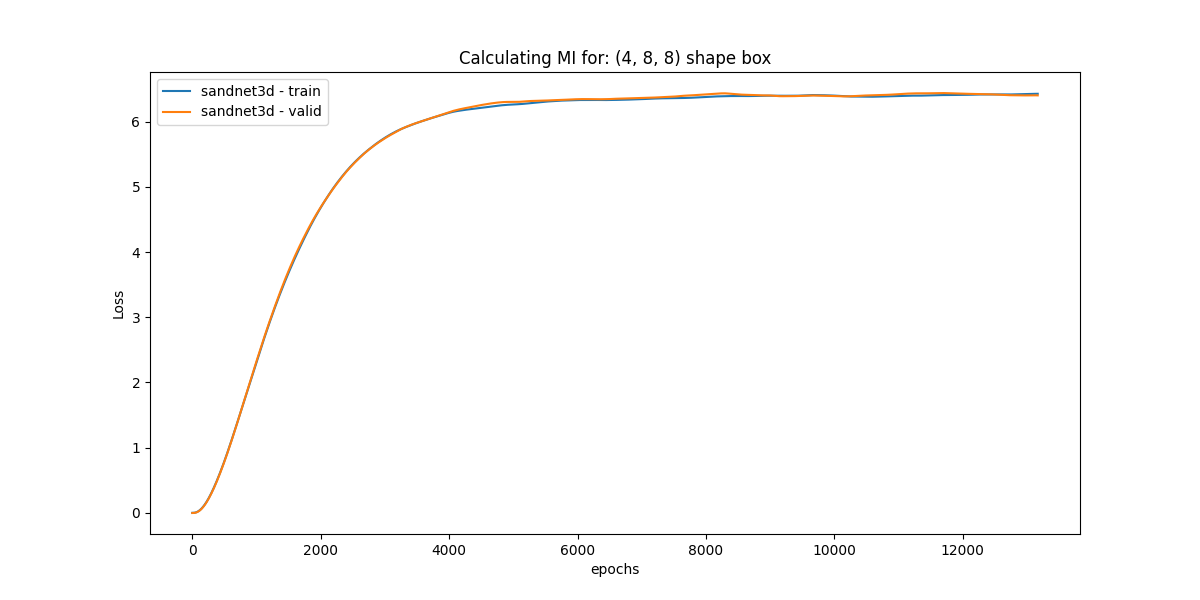 Calculating MI for: (4, 8, 8) shape box
sandnet3d - train
sandnet3d - valid
Loss
6
5
4
3
2
1
0
0 2000 4000 6000 8000 10000 12000
epochs